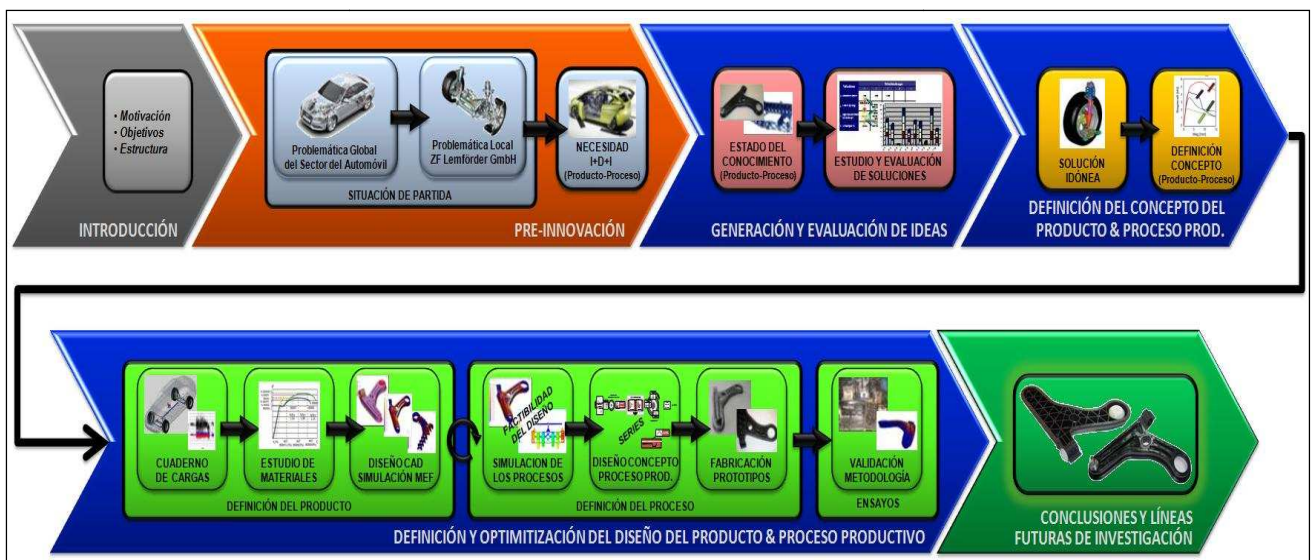 • Motivación
• Objetivos
• Estructura
INTRODUCCIÓN
Problemática Global
del Sector del Automóvil
Problemática Local
ZF Lemförder GmbH
SITUACIÓN DE PARTIDA
NECESIDAD
I+D+I
(Producto-Proceso)
PRE-INNOVACIÓN
ESTADO DEL
CONOCIMIENTO
(Producto-Proceso)
ESTUDIO Y EVALUACIÓN
DE SOLUCIONES
GENERACIÓN Y EVALUACIÓN DE IDEAS
SOLUCIÓN
IDÓNEA
DEFINICIÓN
CONCEPTO
(Producto-Proceso)
DEFINICIÓN DEL CONCEPTO DEL
PRODUCTO & PROCESO PROD.
CUADERNO
DE CARGAS
ESTUDIO DE
MATERIALES
DISEÑO CAD
SIMULACIÓN MEF
DEFINICIÓN DEL PRODUCTO
FACTIBILIDAD
DEL DISEÑO
SIMULACION DE
LOS PROCESOS
SERIES
DISEÑO CONCEPTO
PROCESO PROD.
FABRICACIÓN
PROTOTIPOS
DEFINICIÓN DEL PROCESO
VALIDACIÓN
METODOLOGÍA
ENSAYOS
DEFINICIÓN Y OPTIMITIZACIÓN DEL DISEÑO DEL PRODUCTO & PROCESO PRODUCTIVO
CONCLUSIONES Y LÍNEAS
FUTURAS DE INVESTIGACIÓN